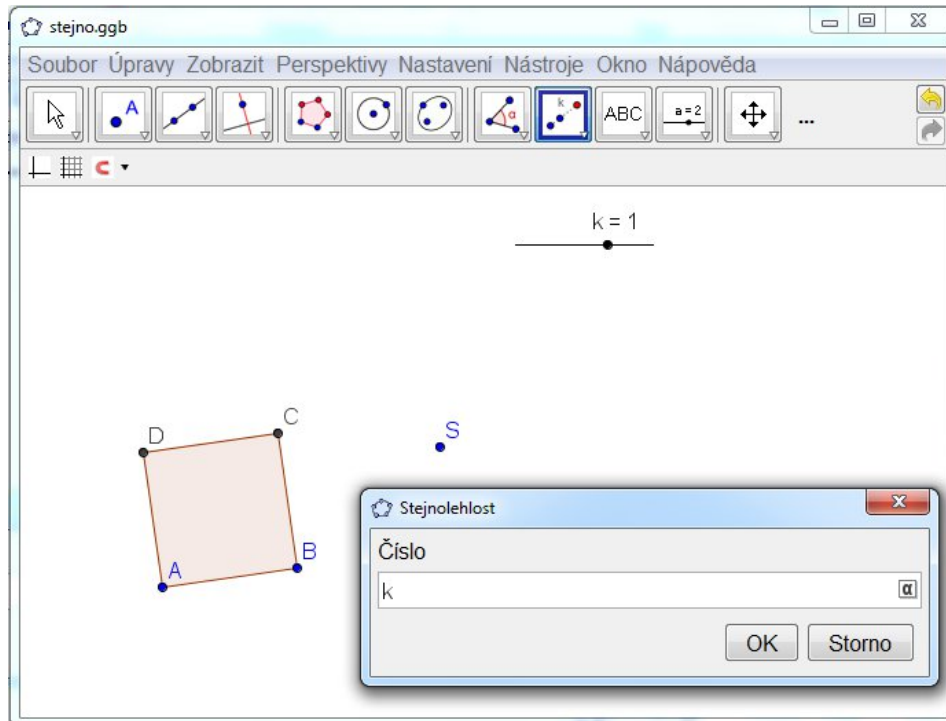 stejno.ggb
Soubor Úpravy Zobrazit Perspektivy Nastavení Nástroje Okno Nápověda
A α k ABC a=2 ...
k = 1
D C
S
A B
Stejnolehlost
Číslo
k α
OK Storno